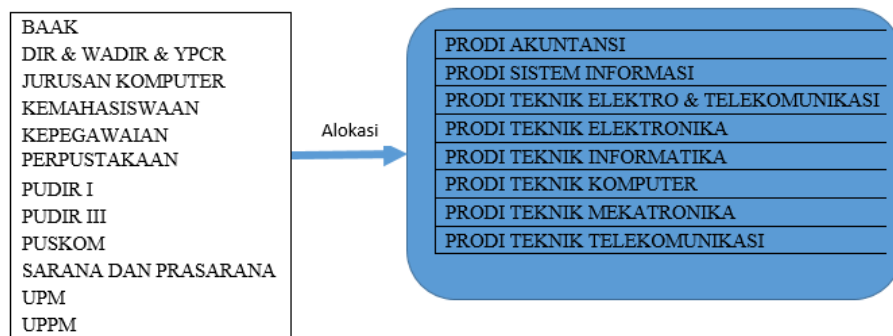 BAAK
DIR & WADIR & YPCR
JURUSAN KOMPUTER
KEMAHASISWAAN
KEPEGAWAIAN
PERPUSTAKAAN
PUDIR I
PUDIR III
PUSKOM
SARANA DAN PRASARANA
UPM
UPPM
Alokasi
PRODI AKUNTANSI
PRODI SISTEM INFORMASI
PRODI TEKNIK ELEKTRO & TELEKOMUNIKASI
PRODI TEKNIK ELEKTRONIKA
PRODI TEKNIK INFORMATIKA
PRODI TEKNIK KOMPUTER
PRODI TEKNIK MEKATRONIKA
PRODI TEKNIK TELEKOMUNIKASI